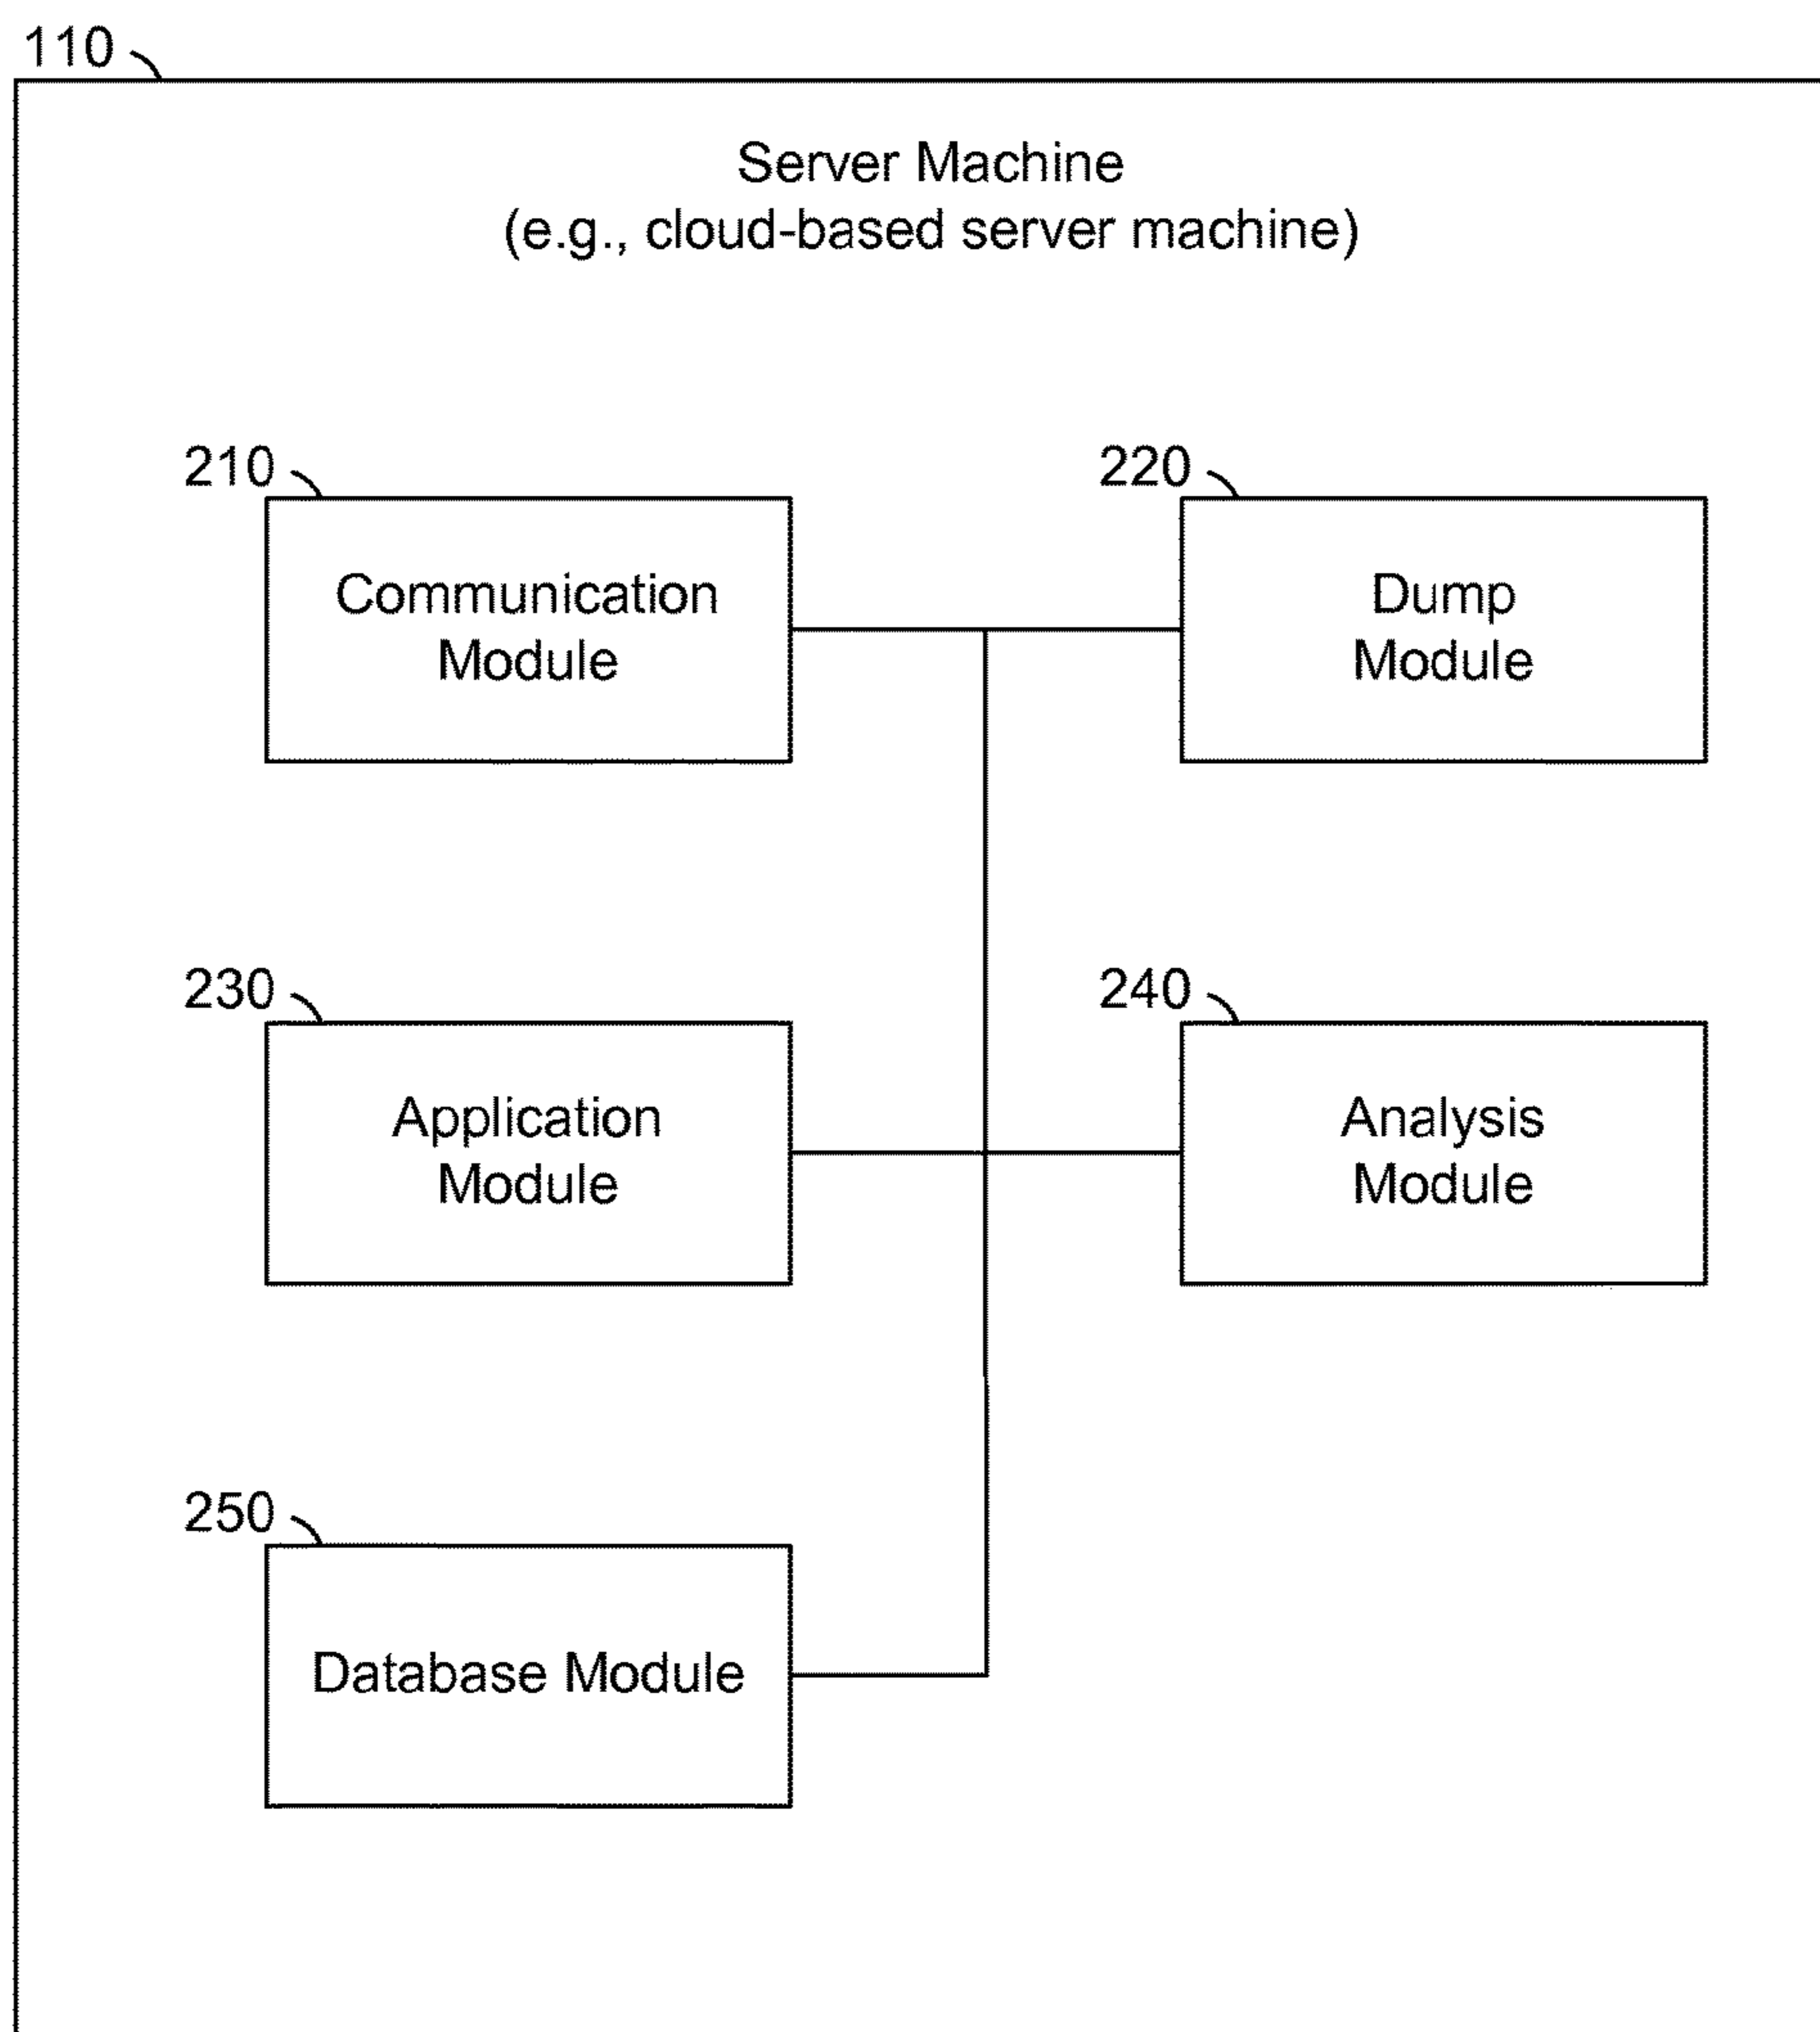 110
Server Machine
(e.g., cloud-based server machine)
210
220
Communication
Module
Dump
Module
230
240
Application
Module
Analysis
Module
250
Database Module